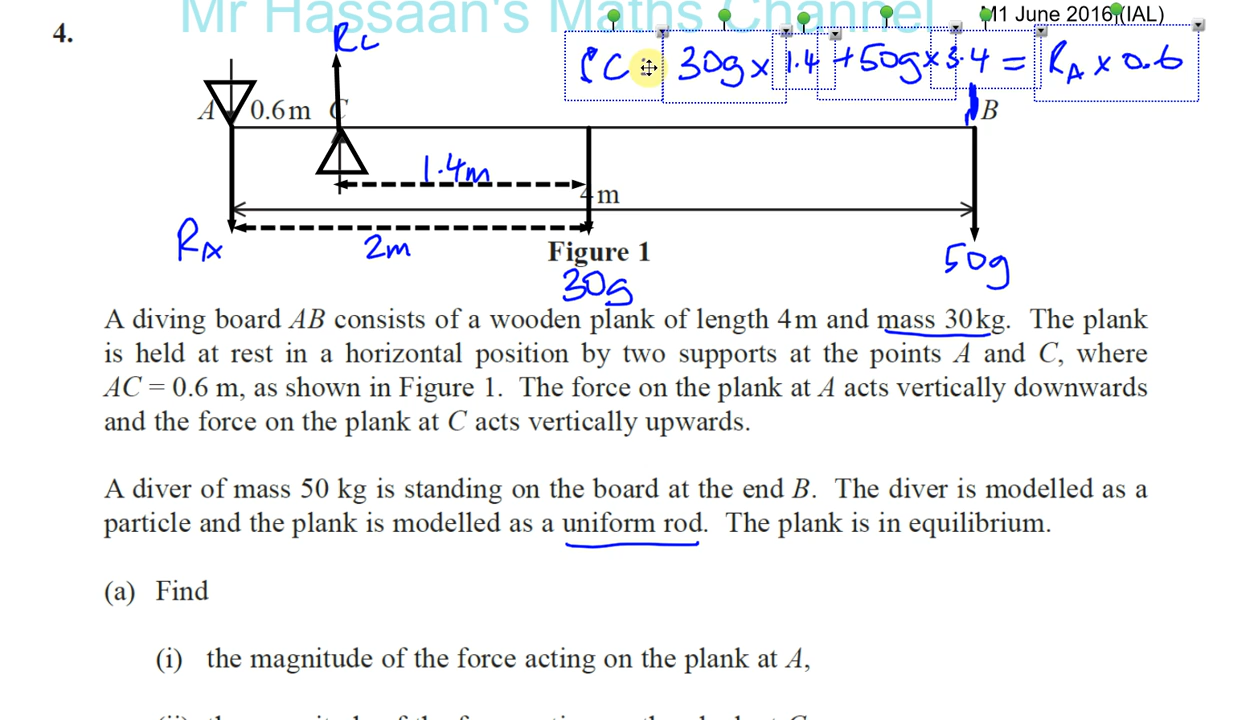 Mr Hassaan's Maths Channel
M1 June 2016 (IAL)
4.
RC
C 30g x 1.4 + 50g x 3.4 = RA x 0.6
A 0.6m C B
1.4m
4 m
RA 2m Figure 1 50g
30g
A diving board AB consists of a wooden plank of length 4 m and mass 30 kg. The plank
is held at rest in a horizontal position by two supports at the points A and C, where
AC = 0.6 m, as shown in Figure 1. The force on the plank at A acts vertically downwards
and the force on the plank at C acts vertically upwards.
A diver of mass 50 kg is standing on the board at the end B. The diver is modelled as a
particle and the plank is modelled as a uniform rod. The plank is in equilibrium.
(a) Find
(i) the magnitude of the force acting on the plank at A,